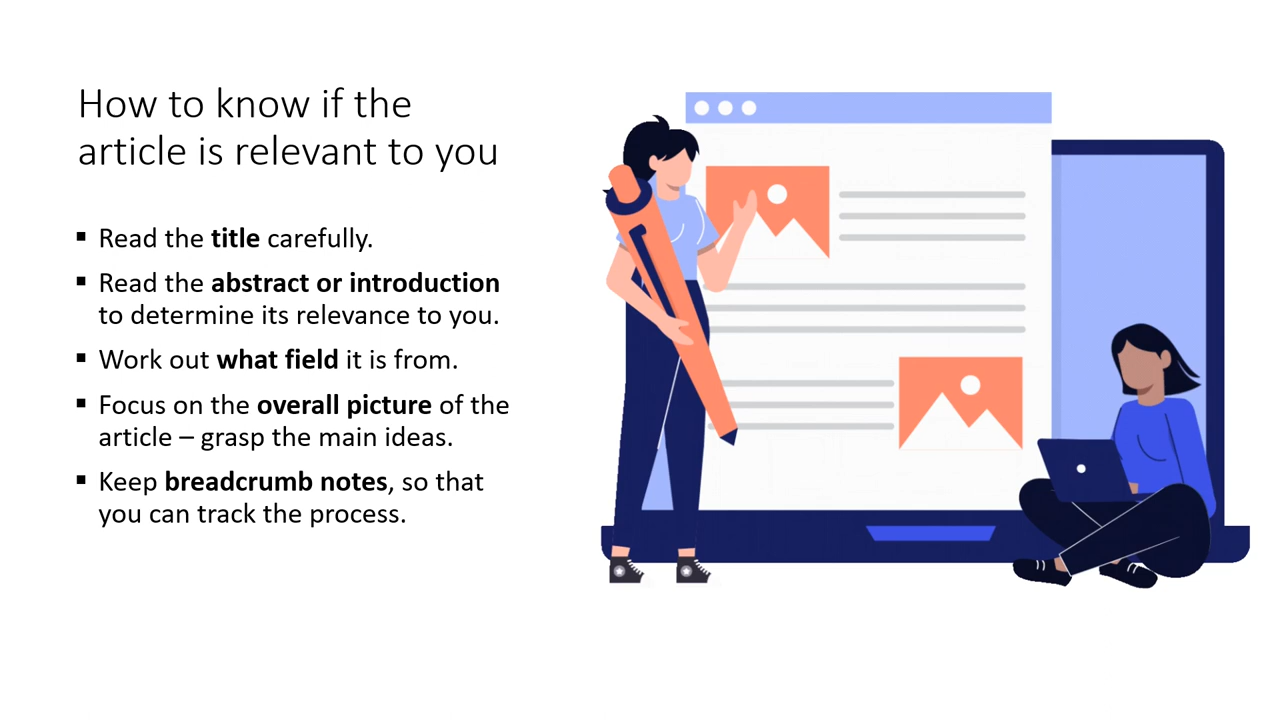 How to know if the
article is relevant to you
▪ Read the title carefully.
▪ Read the abstract or introduction
to determine its relevance to you.
▪ Work out what field it is from.
▪ Focus on the overall picture of the
article – grasp the main ideas.
▪ Keep breadcrumb notes, so that
you can track the process.